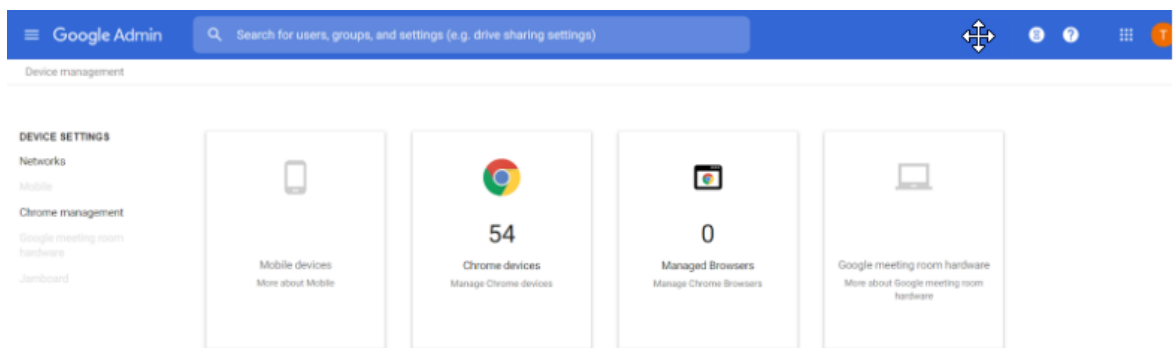 Google Admin
Search for users, groups, and settings (e.g. drive sharing settings)
T
Device management
DEVICE SETTINGS
Networks
Mobile
Chrome management
Google meeting room
hardware
Jamboard
Mobile devices
More about Mobile
54
Chrome devices
Manage Chrome devices
0
Managed Browsers
Manage Chrome Browsers
Google meeting room hardware
More about Google meeting room
hardware